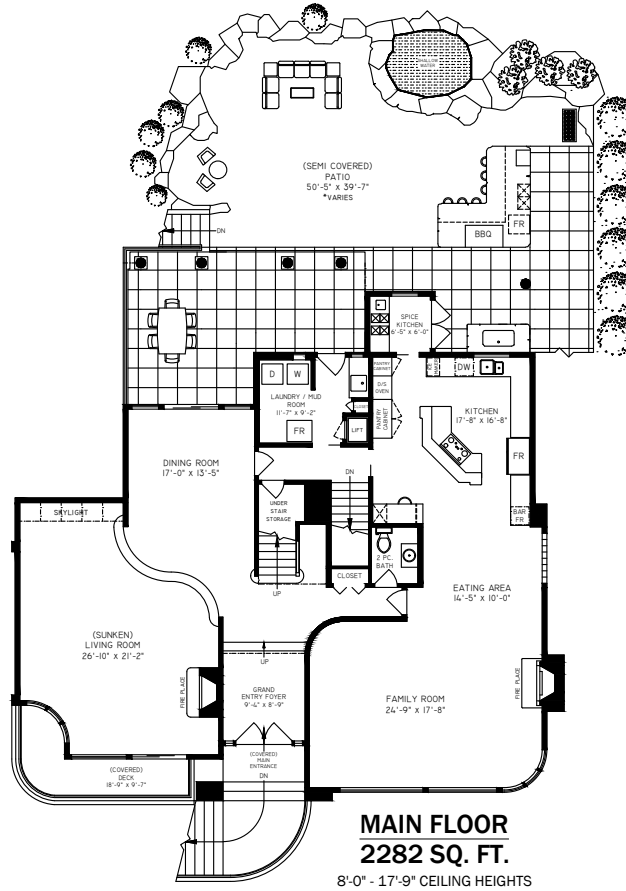 SHALLOW
WATER
(SEMI COVERED)
PATIO
50'-5" X 39'-7"
*VARIES
DN
BBQ
FR
SPICE
KITCHEN
6'-5" X 6'-0"
D
W
LAUNDRY / MUD
ROOM
11'-7" X 9'-2"
FR
CLOSET
LIFT
PANTRY
CABINET
D/S
OVEN
PANTRY
CABINET
ICE
MAKER
DW
KITCHEN
17'-8" X 16'-8"
FR
BAR
FR
DINING ROOM
17'-0" X 13'-5"
SKYLIGHT
UNDER
STAIR
STORAGE
DN
UP
2 PC.
BATH
CLOSET
EATING AREA
14'-5" X 10'-0"
(SUNKEN)
LIVING ROOM
26'-10" X 21'-2"
FIRE PLACE
UP
GRAND
ENTRY FOYER
9'-4" X 8'-9"
FAMILY ROOM
24'-9" X 17'-8"
FIRE PLACE
(COVERED)
MAIN
ENTRANCE
DN
(COVERED)
DECK
18'-9" X 9'-7"
MAIN FLOOR
2282 SQ. FT.
8'-0" - 17'-9" CEILING HEIGHTS